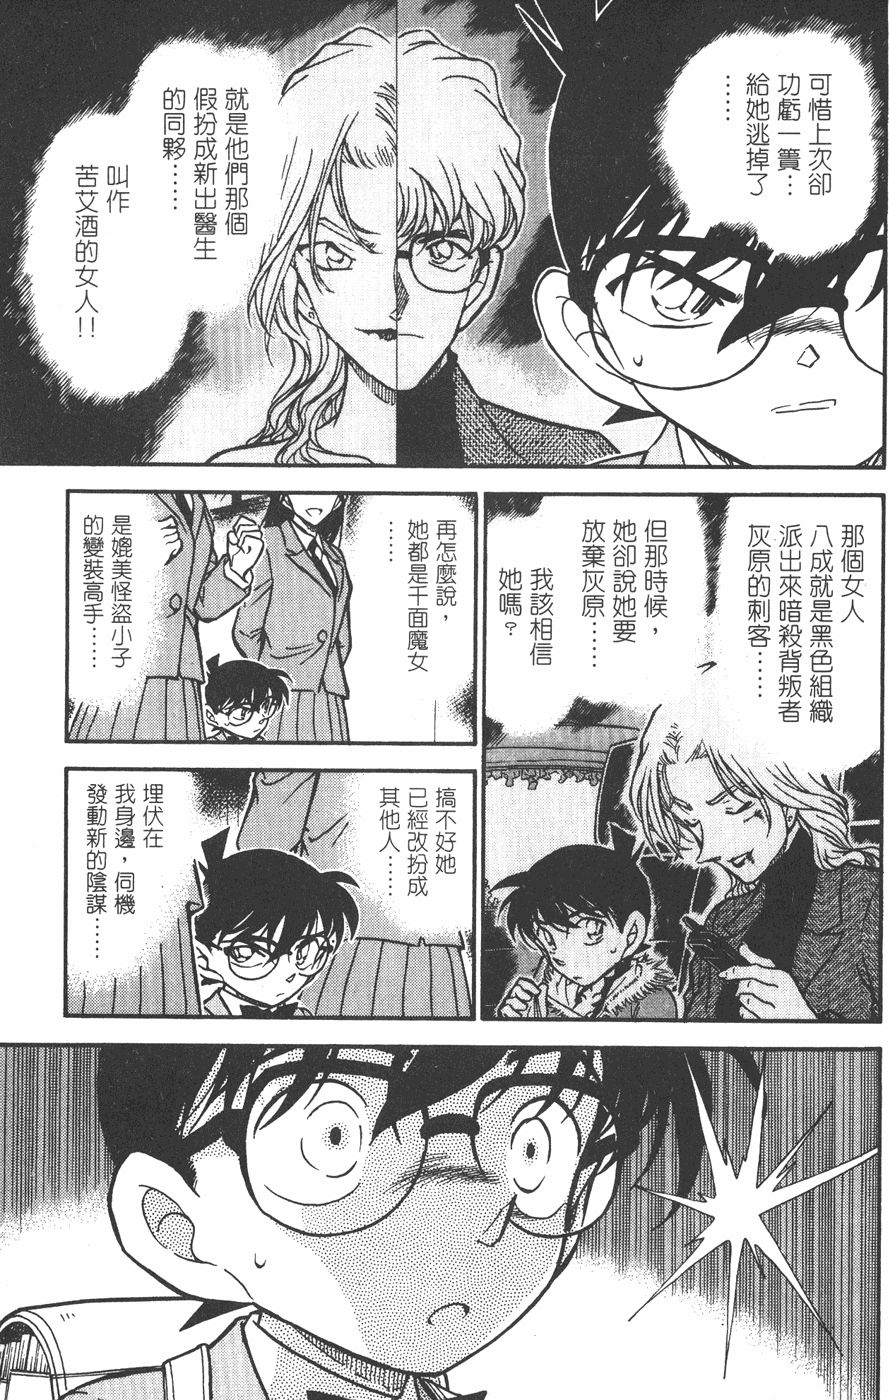 可惜上次卻
功虧一簣…
給她逃掉了
……
就是他們那個
假扮成新出醫生
的同夥……
叫作
苦艾酒的女人!!
那個女人
八成就是黑色組織
派出來暗殺背叛者
灰原的刺客……
但那時候，
她卻說她要
放棄灰原……
我該相信
她嗎？
再怎麼說，
她都是千面魔女
……
是媲美怪盜小子
的變裝高手……
搞不好她
已經改扮成
其他人……
埋伏在
我身邊，伺機
發動新的陰謀……